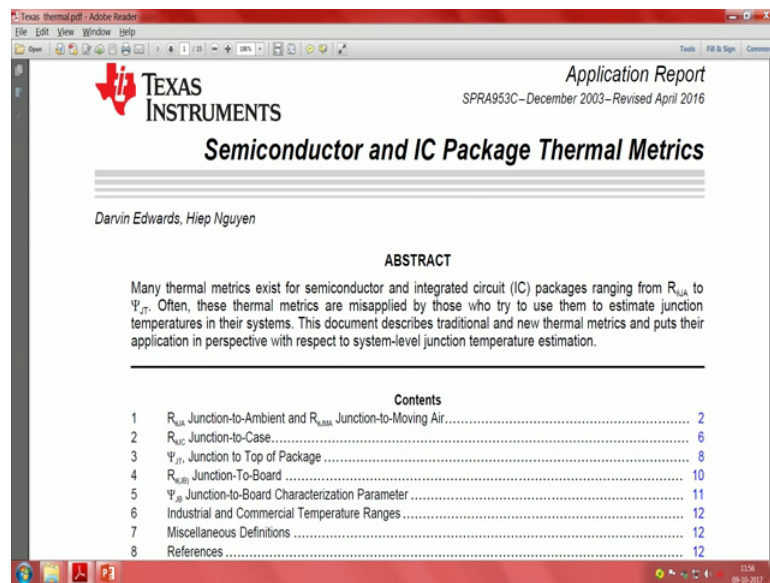 Texas thermal.pdf - Adobe Reader
File Edit View Window Help
Open 1 / 15 Tools Fill & Sign Comment
TEXAS
INSTRUMENTS
Application Report
SPRA953C–December 2003–Revised April 2016
Semiconductor and IC Package Thermal Metrics
Darvin Edwards, Hiep Nguyen
ABSTRACT
Many thermal metrics exist for semiconductor and integrated circuit (IC) packages ranging from RθJA to
ΨJT. Often, these thermal metrics are misapplied by those who try to use them to estimate junction
temperatures in their systems. This document describes traditional and new thermal metrics and puts their
application in perspective with respect to system-level junction temperature estimation.
Contents
1 RθJA Junction-to-Ambient and RθJMA Junction-to-Moving Air 2
2 RθJC Junction-to-Case 6
3 ΨJT, Junction to Top of Package 8
4 Rθ(JB) Junction-To-Board 10
5 ΨJB Junction-to-Board Characterization Parameter 11
6 Industrial and Commercial Temperature Ranges 12
7 Miscellaneous Definitions 12
8 References 12
11:56
09-10-2017